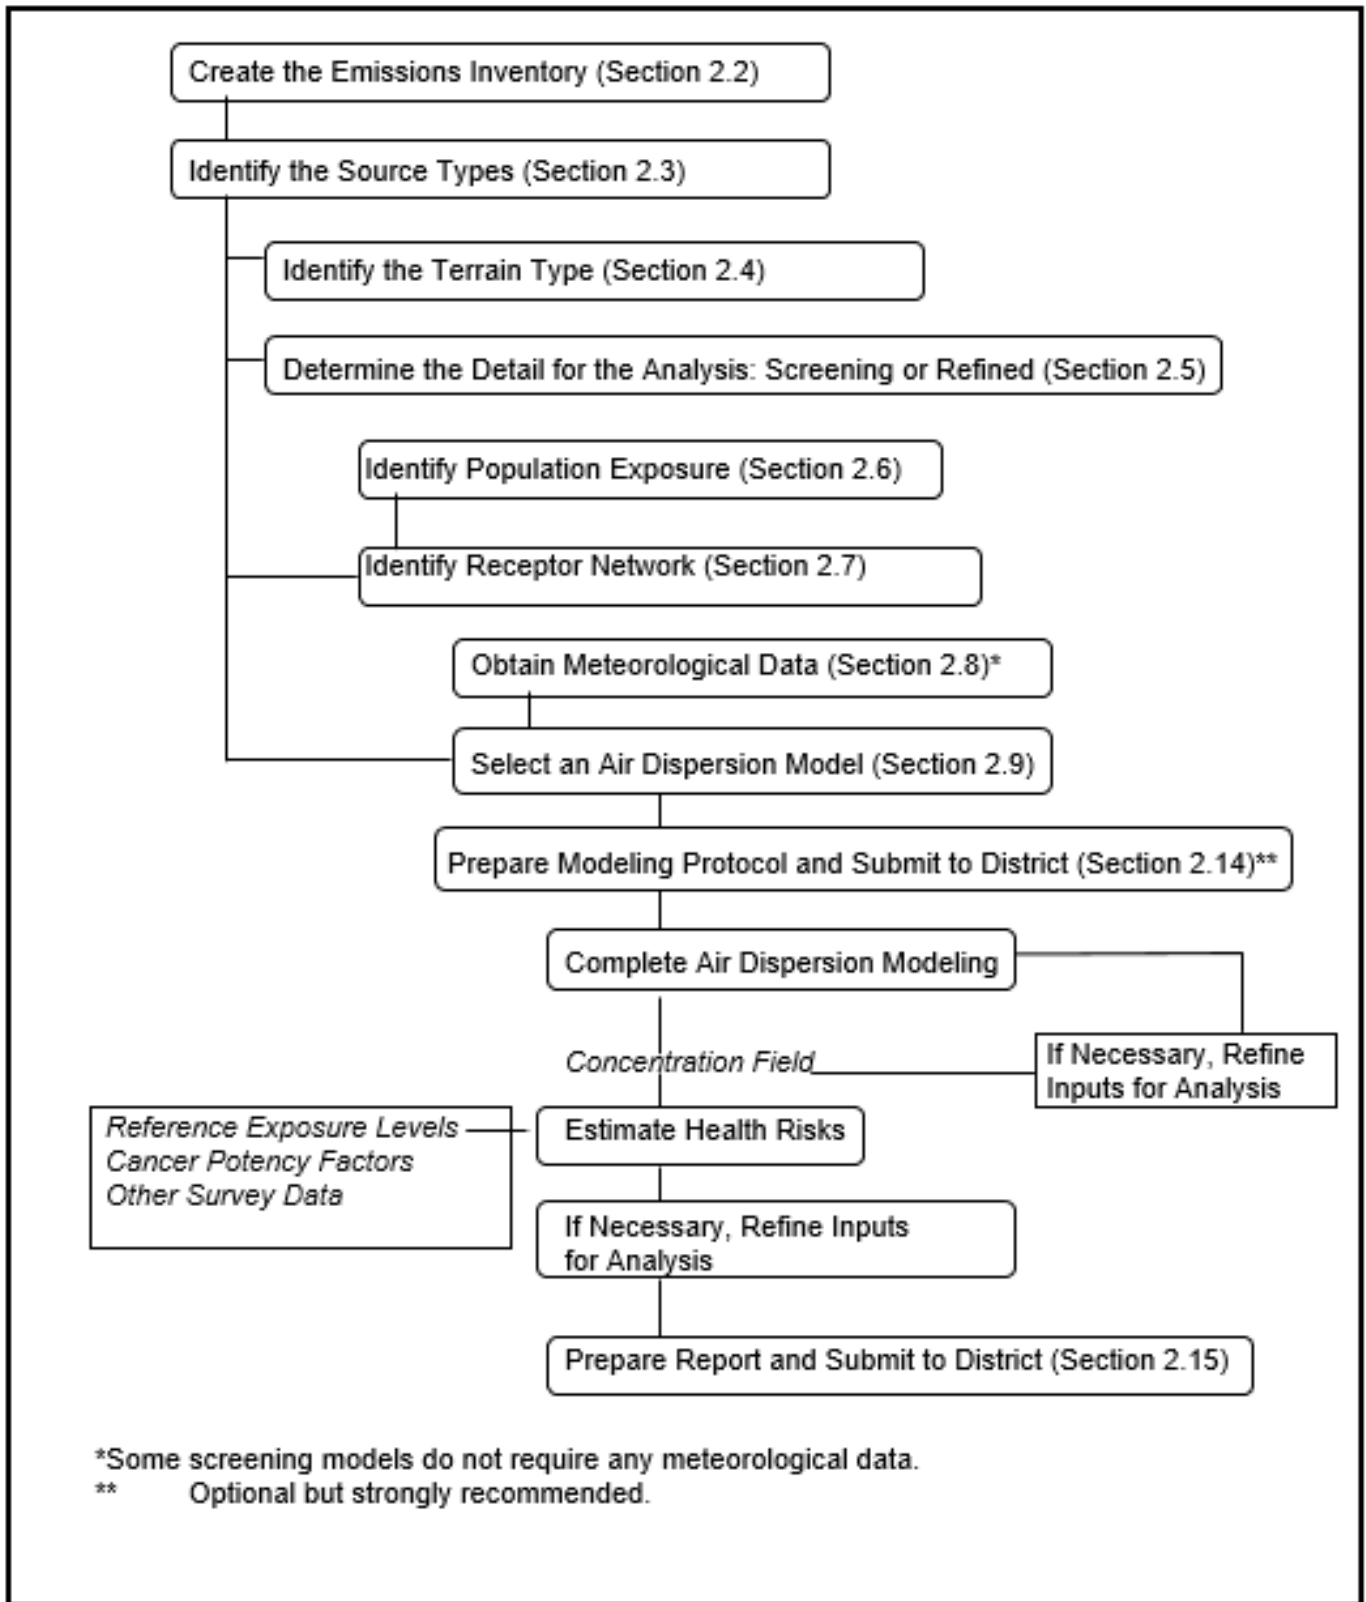 Create the Emissions Inventory (Section 2.2)
Identify the Source Types (Section 2.3)
Identify the Terrain Type (Section 2.4)
Determine the Detail for the Analysis: Screening or Refined (Section 2.5)
Identify Population Exposure (Section 2.6)
Identify Receptor Network (Section 2.7)
Obtain Meteorological Data (Section 2.8)*
Select an Air Dispersion Model (Section 2.9)
Prepare Modeling Protocol and Submit to District (Section 2.14)**
Complete Air Dispersion Modeling
Concentration Field
If Necessary, Refine
Inputs for Analysis
Reference Exposure Levels
Cancer Potency Factors
Other Survey Data
Estimate Health Risks
If Necessary, Refine Inputs
for Analysis
Prepare Report and Submit to District (Section 2.15)
*Some screening models do not require any meteorological data.
** Optional but strongly recommended.